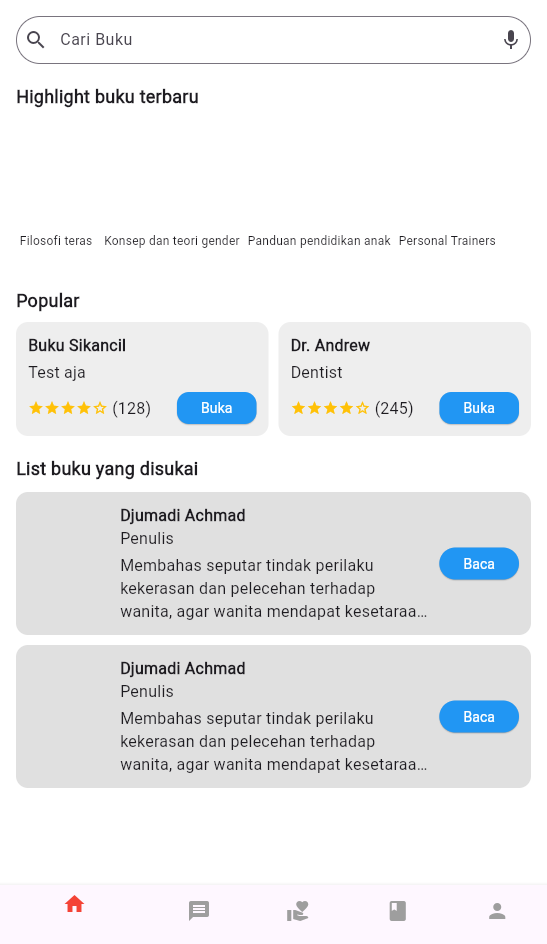 Cari Buku
Highlight buku terbaru
Filosofi teras Konsep dan teori gender Panduan pendidikan anak Personal Trainers
Popular
Buku Sikancil
Test aja
(128) Buka
Dr. Andrew
Dentist
(245) Buka
List buku yang disukai
Djumadi Achmad
Penulis
Membahas seputar tindak perilaku
kekerasan dan pelecehan terhadap
wanita, agar wanita mendapat kesetaraa...
Baca
Djumadi Achmad
Penulis
Membahas seputar tindak perilaku
kekerasan dan pelecehan terhadap
wanita, agar wanita mendapat kesetaraa...
Baca